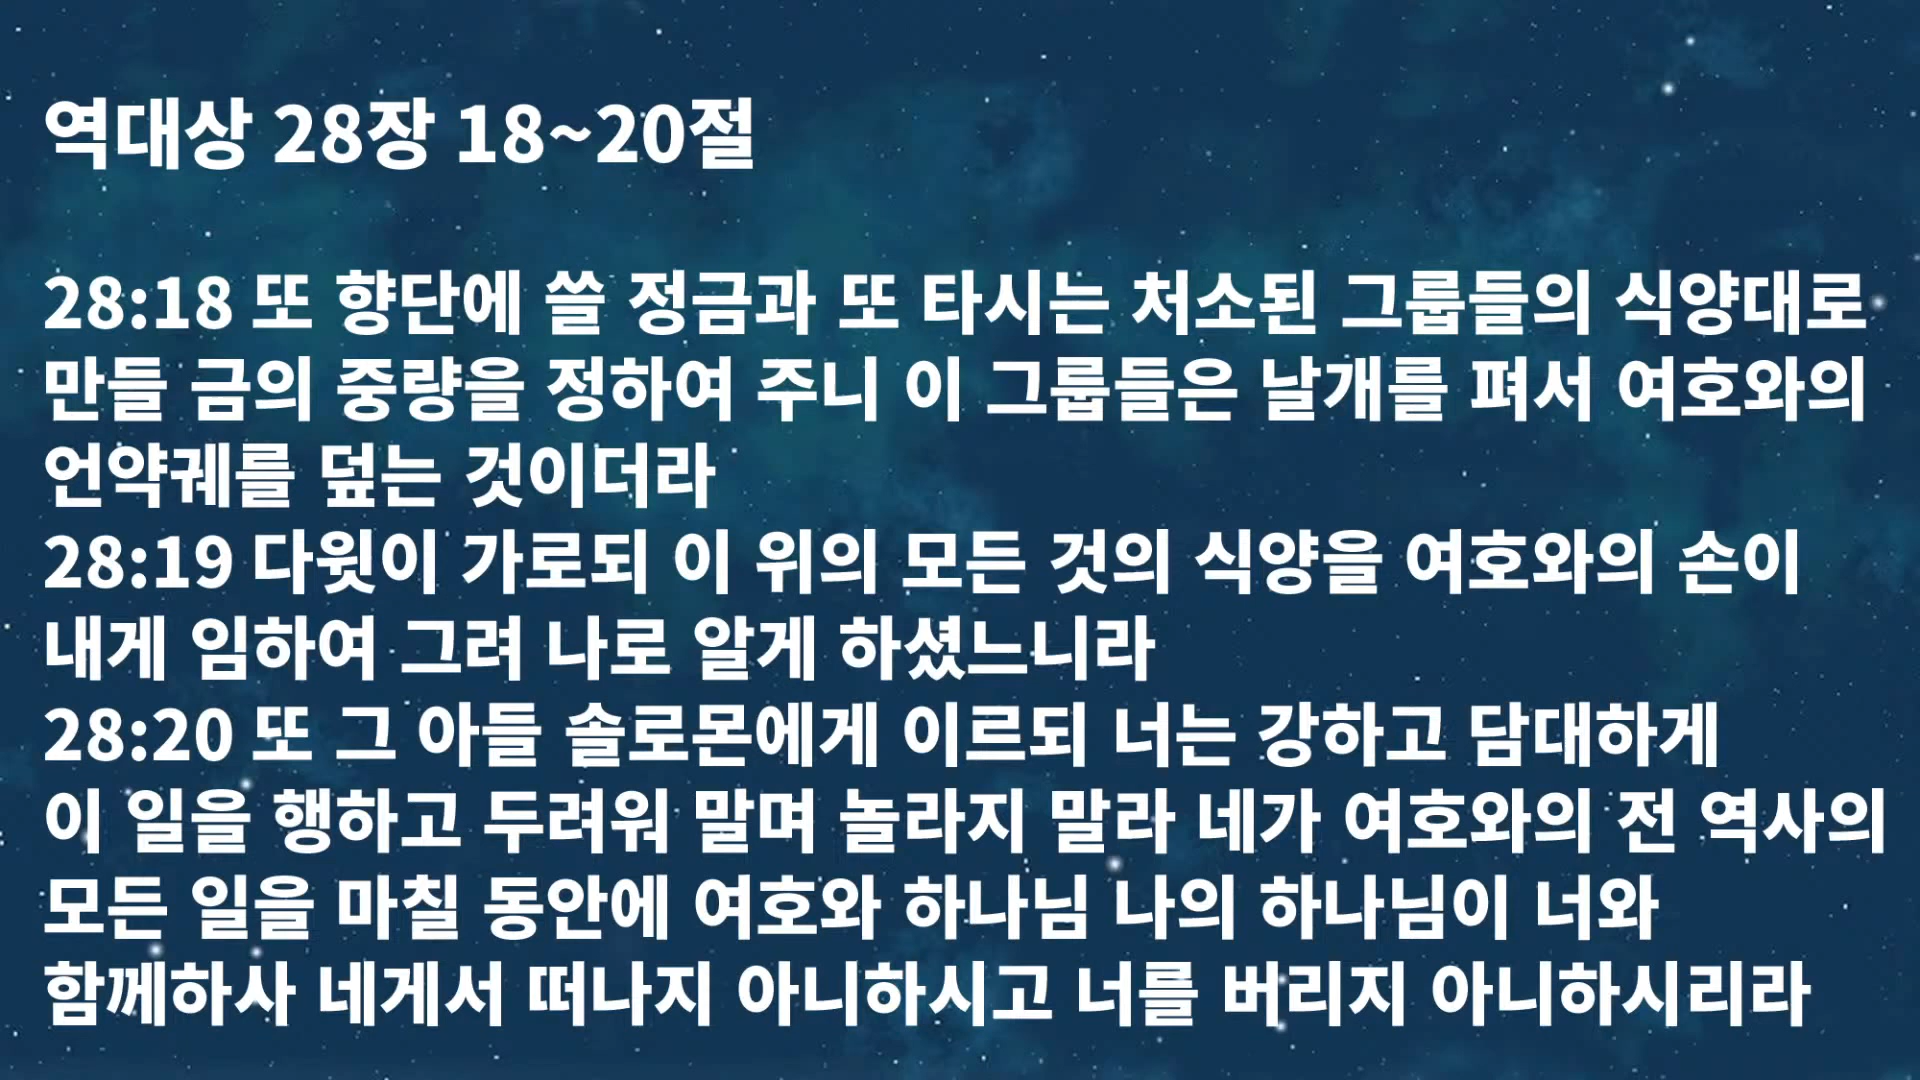 역대상 28장 18~20절
28:18 또 향단에 쓸 정금과 또 타시는 처소된 그룹들의 식양대로
만들 금의 중량을 정하여 주니 이 그룹들은 날개를 펴서 여호와의
언약궤를 덮는 것이더라
28:19 다윗이 가로되 이 위의 모든 것의 식양을 여호와의 손이
내게 임하여 그려 나로 알게 하셨느니라
28:20 또 그 아들 솔로몬에게 이르되 너는 강하고 담대하게
이 일을 행하고 두려워 말며 놀라지 말라 네가 여호와의 전 역사의
모든 일을 마칠 동안에 여호와 하나님 나의 하나님이 너와
함께하사 네게서 떠나지 아니하시고 너를 버리지 아니하시리라